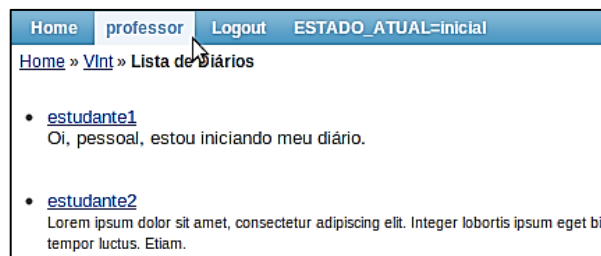 Home professor Logout ESTADO_ATUAL=inicial
Home » VInt » Lista de Diários
estudante1
Oi, pessoal, estou iniciando meu diário.
estudante2
Lorem ipsum dolor sit amet, consectetur adipiscing elit. Integer lobortis ipsum eget
tempor luctus. Etiam.